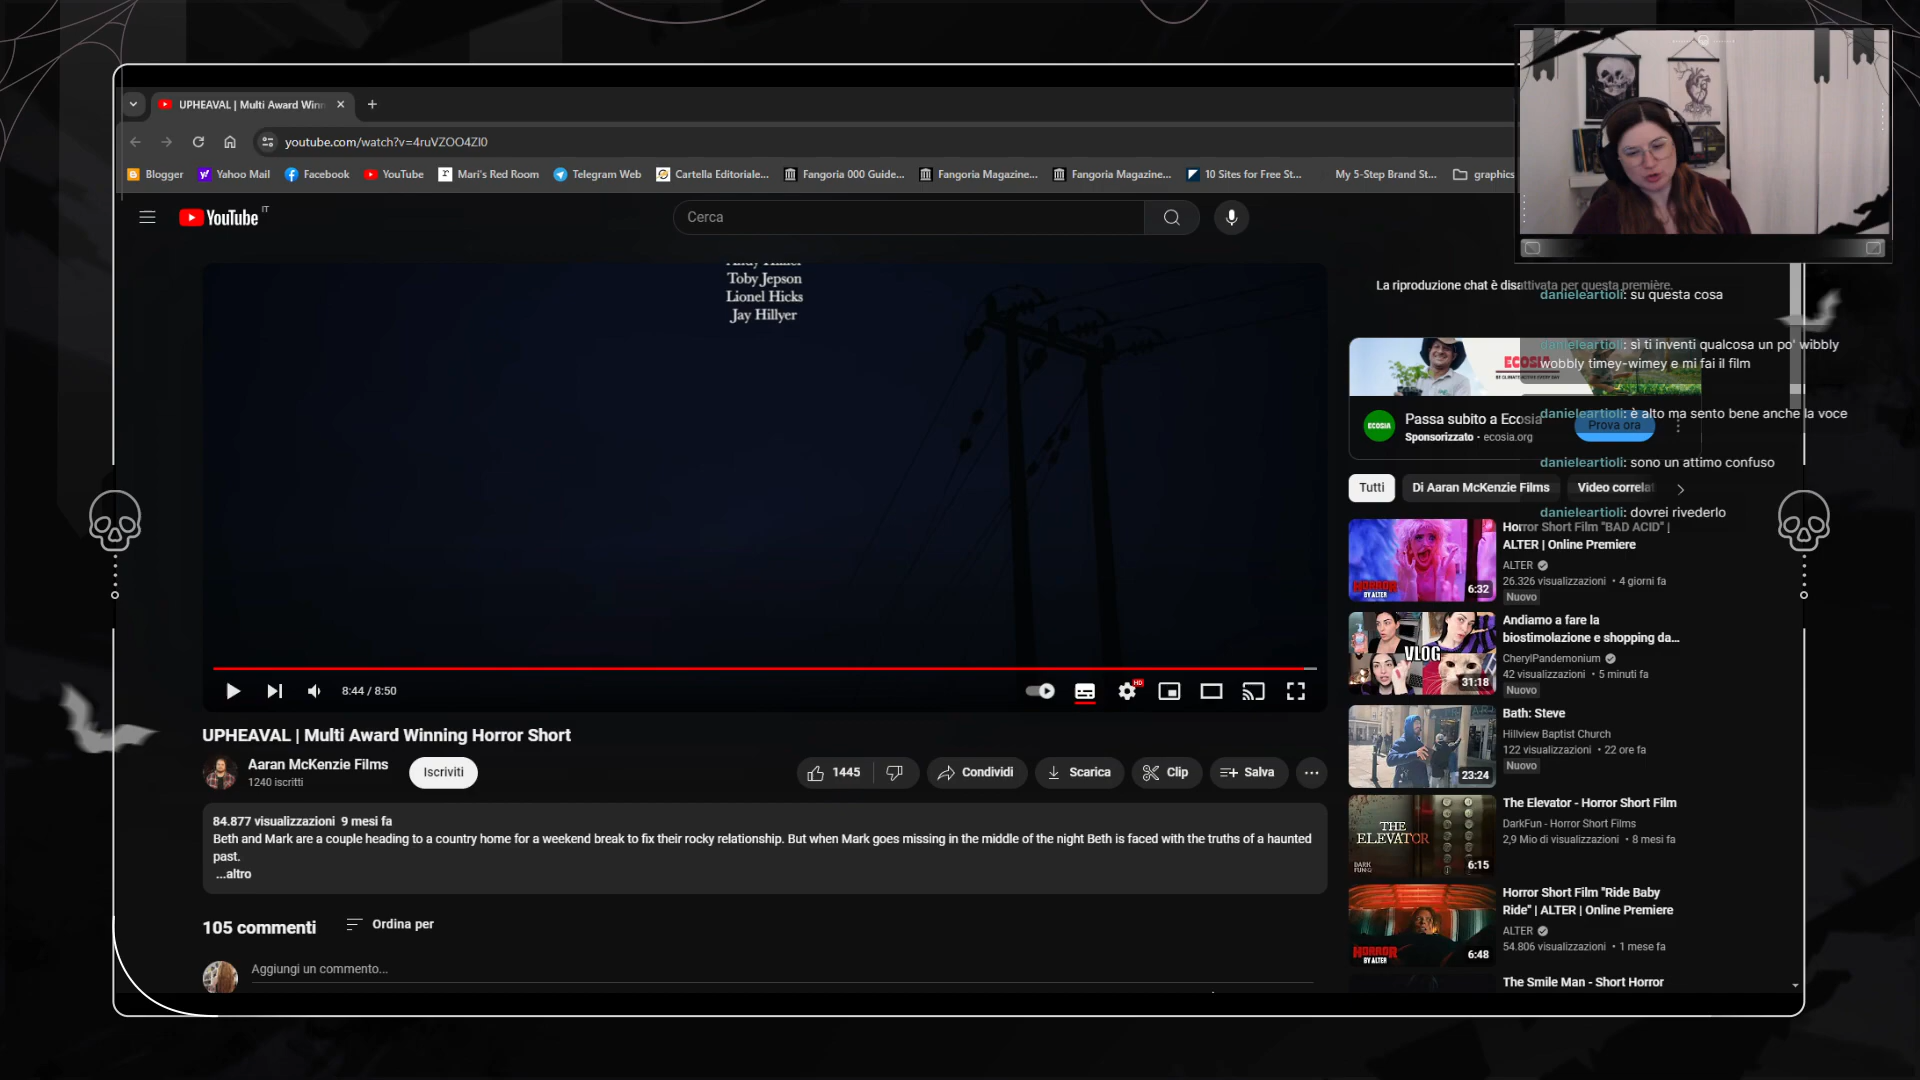 UPHEAVAL | Multi Award Winn
youtube.com/watch?v=4ruVZOO4ZI0
Blogger
Yahoo Mail
Facebook
YouTube
Mari's Red Room
Telegram Web
Cartella Editoriale...
Fangoria 000 Guide...
Fangoria Magazine...
Fangoria Magazine...
10 Sites for Free St...
My 5-Step Brand St...
graphics
YouTube IT
Cerca
Toby Jepson
Lionel Hicks
Jay Hillyer
8:44 / 8:50
HD
UPHEAVAL | Multi Award Winning Horror Short
Aaran McKenzie Films
1240 iscritti
Iscriviti
1445
Condividi
Scarica
Clip
Salva
84.877 visualizzazioni 9 mesi fa
Beth and Mark are a couple heading to a country home for a weekend break to fix their rocky relationship. But when Mark goes missing in the middle of the night Beth is faced with the truths of a haunted
past.
...altro
105 commenti
Ordina per
Aggiungi un commento...
La riproduzione chat è disattivata per questa première.
danieleartioli: su questa cosa
danieleartioli: sì ti inventi qualcosa un po' wibbly
wobbly timey-wimey e mi fai il film
danieleartioli: è alto ma sento bene anche la voce
danieleartioli: sono un attimo confuso
danieleartioli: dovrei rivederlo
ECOSIA
ECOSIA
Passa subito a Ecosia
Sponsorizzato · ecosia.org
Prova ora
Tutti
Di Aaran McKenzie Films
Video correlat
HORROR
BY ALTER
6:32
Horror Short Film "BAD ACID" |
ALTER | Online Premiere
ALTER
26.326 visualizzazioni • 4 giorni fa
Nuovo
VLOG
31:18
Andiamo a fare la
biostimolazione e shopping da...
CherylPandemonium
42 visualizzazioni • 5 minuti fa
Nuovo
23:24
Bath: Steve
Hillview Baptist Church
122 visualizzazioni • 22 ore fa
Nuovo
THE
ELEVATOR
6:15
The Elevator - Horror Short Film
DarkFun - Horror Short Films
2,9 Mio di visualizzazioni • 8 mesi fa
HORROR
BY ALTER
6:48
Horror Short Film "Ride Baby
Ride" | ALTER | Online Premiere
ALTER
54.806 visualizzazioni • 1 mese fa
The Smile Man - Short Horror